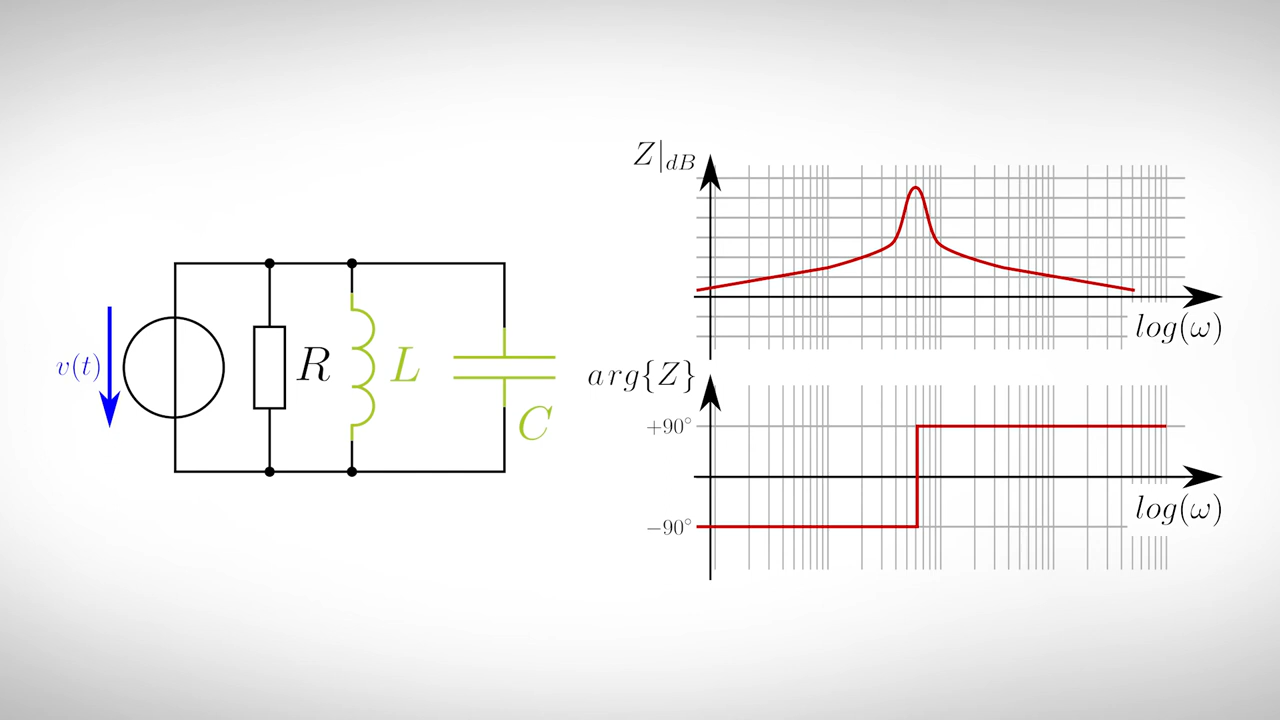 v(t)
R
L
C
Z|dB
log(ω)
arg{Z}
+90°
−90°
log(ω)